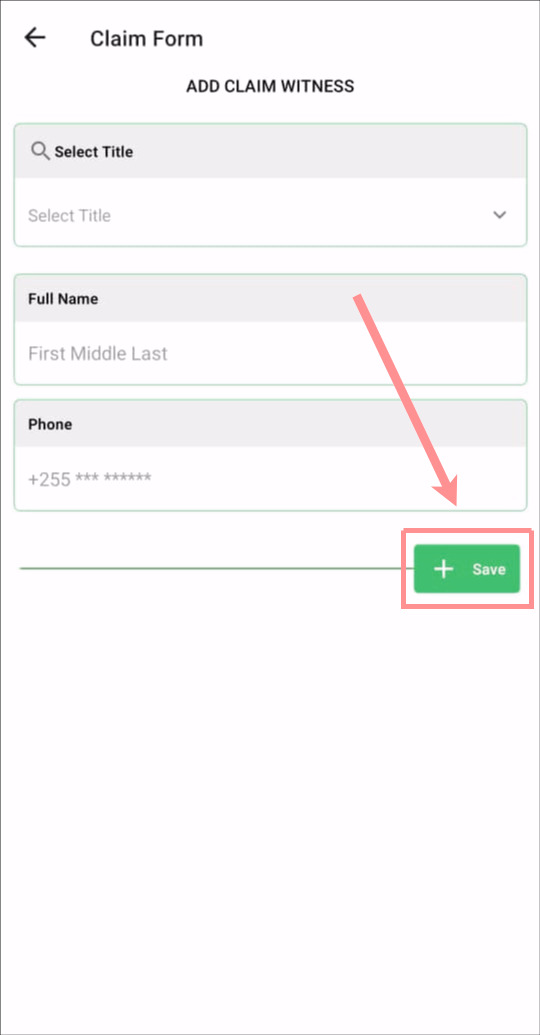 Claim Form
ADD CLAIM WITNESS
Select Title
Select Title
Full Name
First Middle Last
Phone
+255 *** ******
+ Save